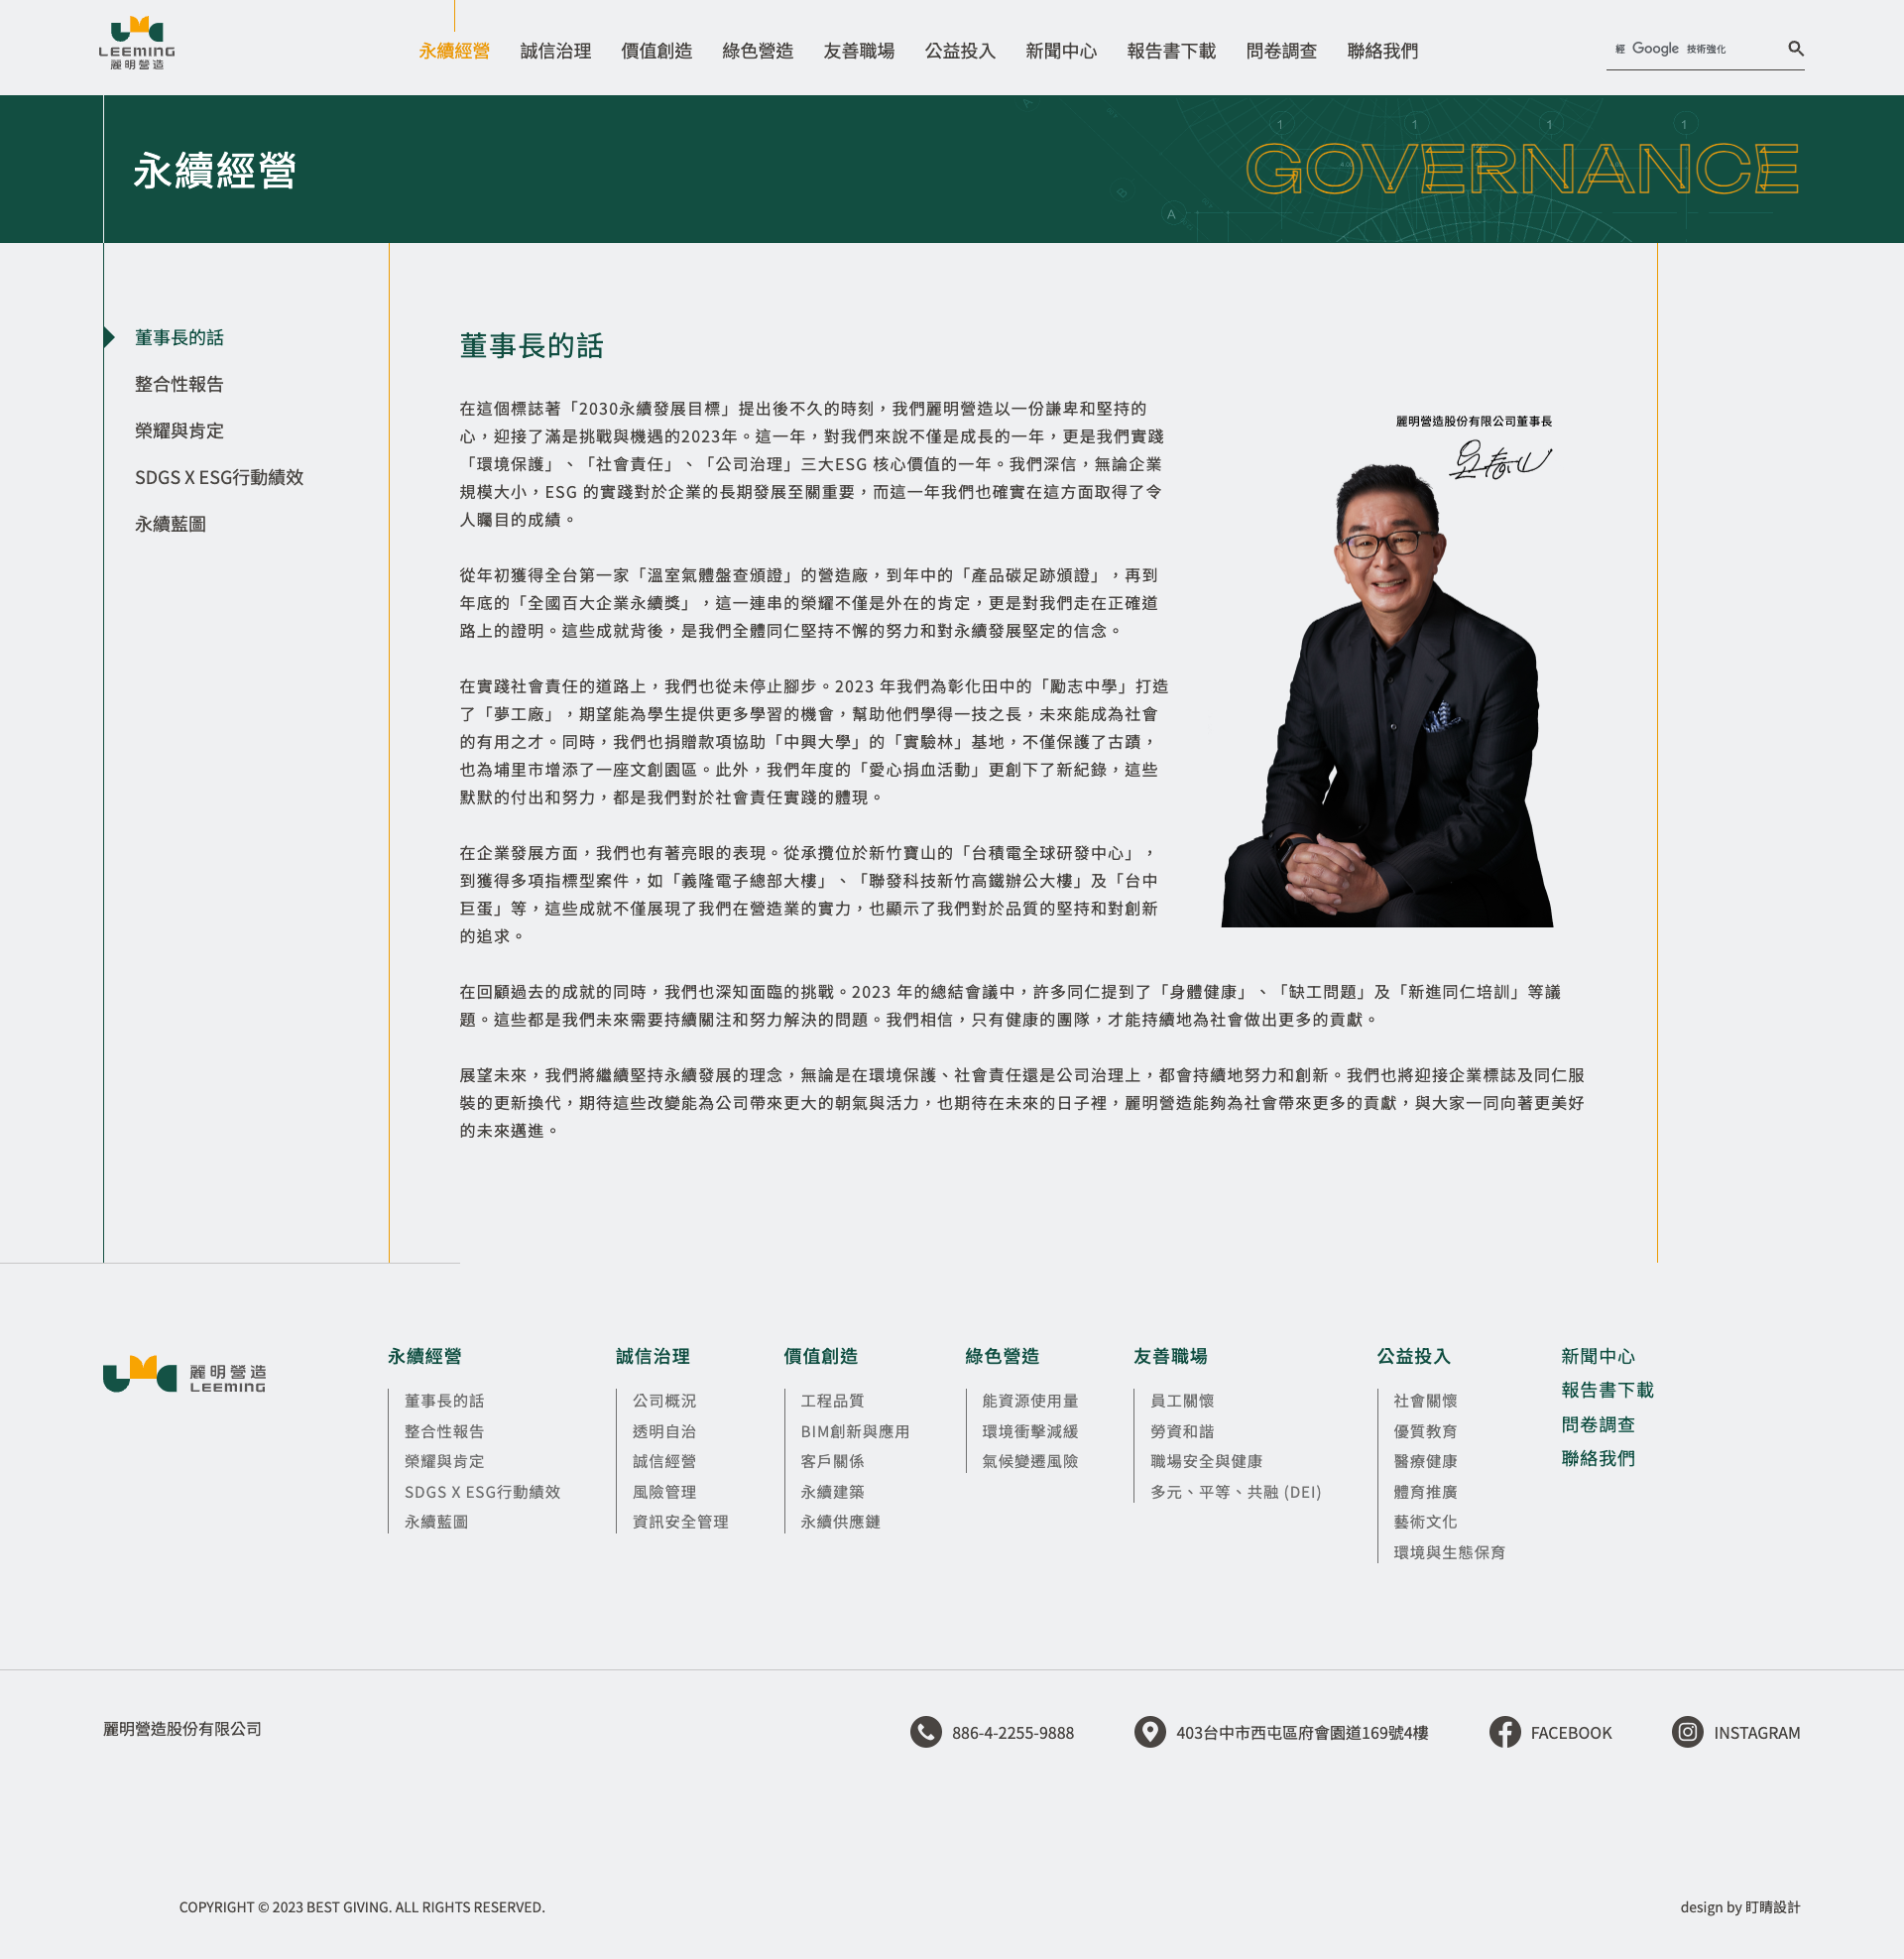 LEEMING
麗明營造
永續經營 誠信治理 價值創造 綠色營造 友善職場 公益投入 新聞中心 報告書下載 問卷調查 聯絡我們
經 Google 技術強化
永續經營
1 1 1 1
GOVERNANCE
A
董事長的話
整合性報告
榮耀與肯定
SDGS X ESG行動績效
永續藍圖
董事長的話
在這個標誌著「2030永續發展目標」提出後不久的時刻，我們麗明營造以一份謙卑和堅持的
心，迎接了滿是挑戰與機遇的2023年。這一年，對我們來說不僅是成長的一年，更是我們實踐
「環境保護」、「社會責任」、「公司治理」三大ESG 核心價值的一年。我們深信，無論企業
規模大小，ESG 的實踐對於企業的長期發展至關重要，而這一年我們也確實在這方面取得了令
人矚目的成績。
從年初獲得全台第一家「溫室氣體盤查頒證」的營造廠，到年中的「產品碳足跡頒證」，再到
年底的「全國百大企業永續獎」，這一連串的榮耀不僅是外在的肯定，更是對我們走在正確道
路上的證明。這些成就背後，是我們全體同仁堅持不懈的努力和對永續發展堅定的信念。
在實踐社會責任的道路上，我們也從未停止腳步。2023 年我們為彰化田中的「勵志中學」打造
了「夢工廠」，期望能為學生提供更多學習的機會，幫助他們學得一技之長，未來能成為社會
的有用之才。同時，我們也捐贈款項協助「中興大學」的「實驗林」基地，不僅保護了古蹟，
也為埔里市增添了一座文創園區。此外，我們年度的「愛心捐血活動」更創下了新紀錄，這些
默默的付出和努力，都是我們對於社會責任實踐的體現。
在企業發展方面，我們也有著亮眼的表現。從承攬位於新竹寶山的「台積電全球研發中心」，
到獲得多項指標型案件，如「義隆電子總部大樓」、「聯發科技新竹高鐵辦公大樓」及「台中
巨蛋」等，這些成就不僅展現了我們在營造業的實力，也顯示了我們對於品質的堅持和對創新
的追求。
麗明營造股份有限公司董事長
在回顧過去的成就的同時，我們也深知面臨的挑戰。2023 年的總結會議中，許多同仁提到了「身體健康」、「缺工問題」及「新進同仁培訓」等議
題。這些都是我們未來需要持續關注和努力解決的問題。我們相信，只有健康的團隊，才能持續地為社會做出更多的貢獻。
展望未來，我們將繼續堅持永續發展的理念，無論是在環境保護、社會責任還是公司治理上，都會持續地努力和創新。我們也將迎接企業標誌及同仁服
裝的更新換代，期待這些改變能為公司帶來更大的朝氣與活力，也期待在未來的日子裡，麗明營造能夠為社會帶來更多的貢獻，與大家一同向著更美好
的未來邁進。
麗明營造
LEEMING
永續經營
董事長的話
整合性報告
榮耀與肯定
SDGS X ESG行動績效
永續藍圖
誠信治理
公司概況
透明自治
誠信經營
風險管理
資訊安全管理
價值創造
工程品質
BIM創新與應用
客戶關係
永續建築
永續供應鏈
綠色營造
能資源使用量
環境衝擊減緩
氣候變遷風險
友善職場
員工關懷
勞資和諧
職場安全與健康
多元、平等、共融 (DEI)
公益投入
社會關懷
優質教育
醫療健康
體育推廣
藝術文化
環境與生態保育
新聞中心
報告書下載
問卷調查
聯絡我們
麗明營造股份有限公司
886-4-2255-9888
403台中市西屯區府會園道169號4樓
FACEBOOK
INSTAGRAM
COPYRIGHT © 2023 BEST GIVING. ALL RIGHTS RESERVED.
design by 盯睛設計